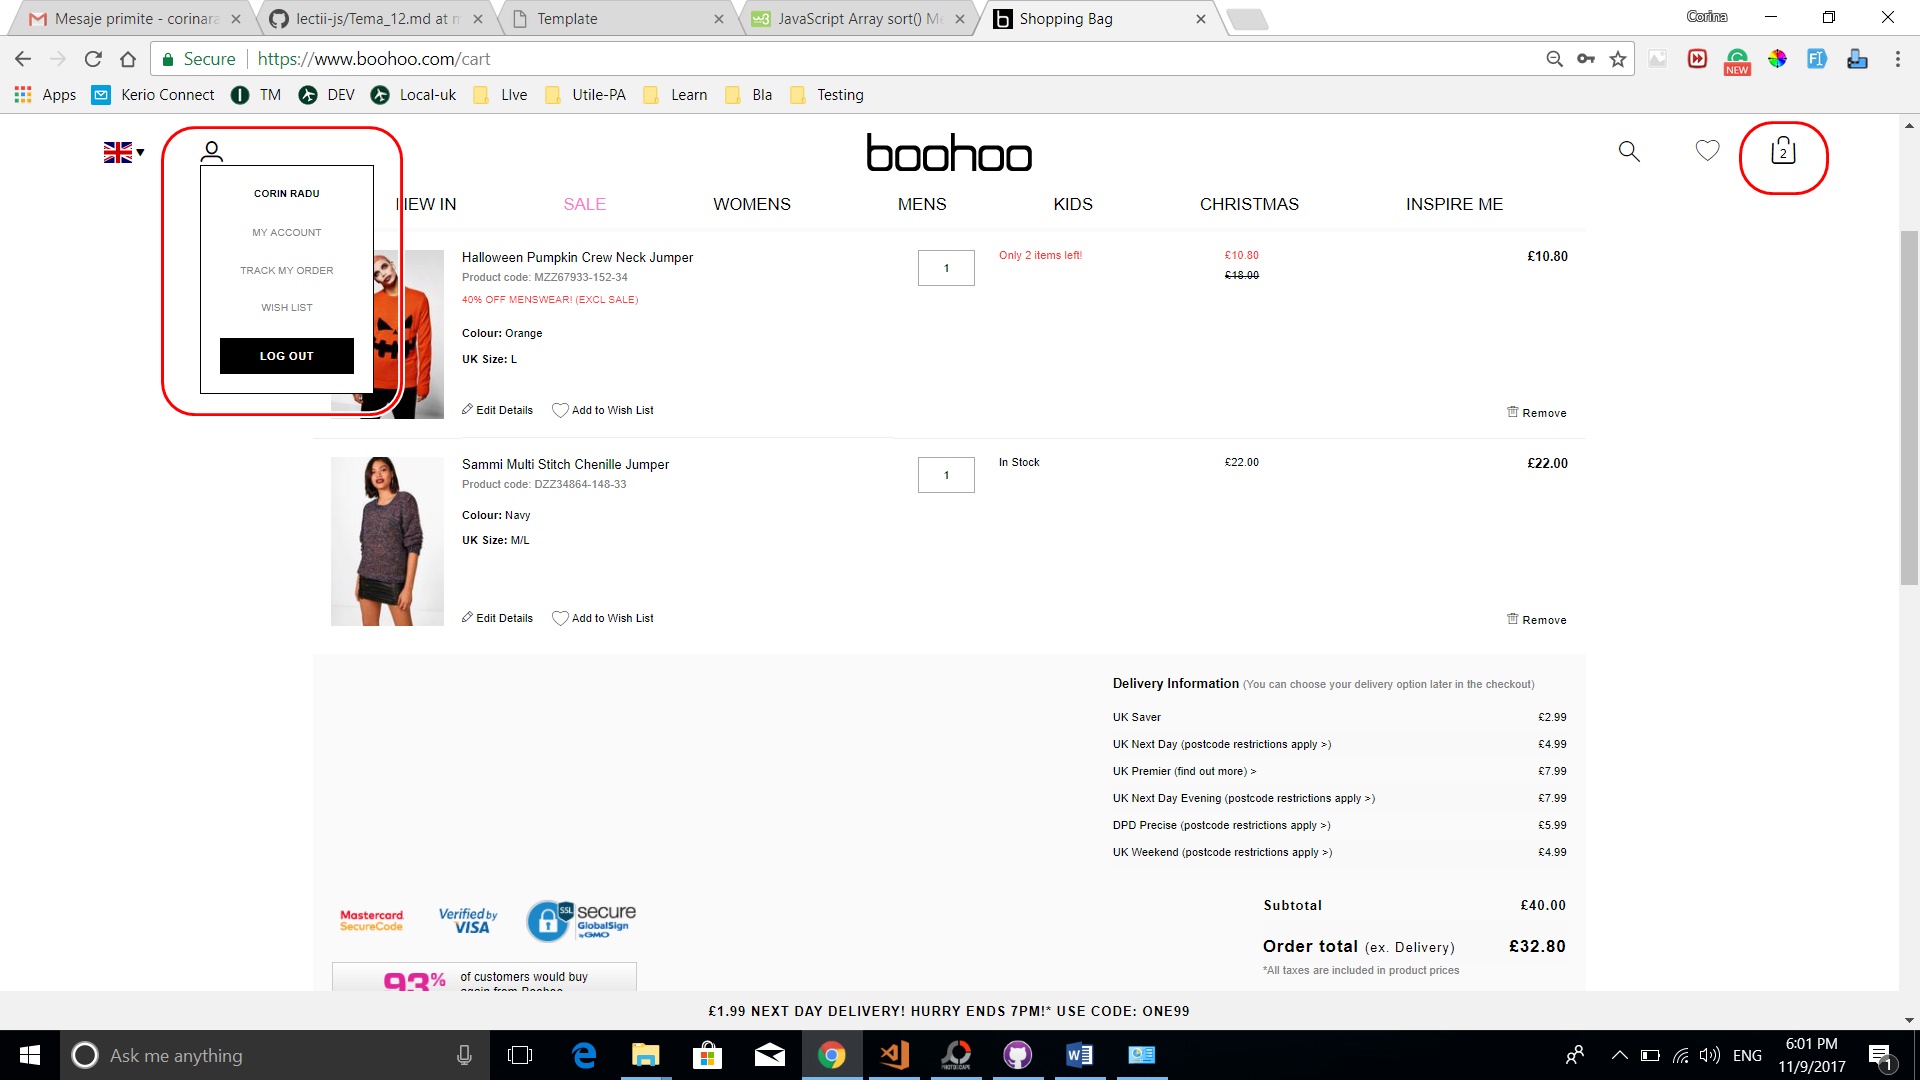 Mesaje primite - corinara
lectii-js/Tema_12.md at m
Template
JavaScript Array sort() Me
Shopping Bag
Corina
Secure
https://www.boohoo.com/cart
NEW
Apps
Kerio Connect
TM
DEV
Local-uk
LIve
Utile-PA
Learn
Bla
Testing
boohoo
2
CORIN RADU
MY ACCOUNT
TRACK MY ORDER
WISH LIST
LOG OUT
NEW IN
SALE
WOMENS
MENS
KIDS
CHRISTMAS
INSPIRE ME
Halloween Pumpkin Crew Neck Jumper
Product code: MZZ67933-152-34
40% OFF MENSWEAR! (EXCL SALE)
Colour: Orange
UK Size: L
Edit Details
Add to Wish List
1
Only 2 items left!
£10.80
£18.00
£10.80
Remove
Sammi Multi Stitch Chenille Jumper
Product code: DZZ34864-148-33
Colour: Navy
UK Size: M/L
Edit Details
Add to Wish List
1
In Stock
£22.00
£22.00
Remove
Delivery Information (You can choose your delivery option later in the checkout)
UK Saver £2.99
UK Next Day (postcode restrictions apply >) £4.99
UK Premier (find out more) > £7.99
UK Next Day Evening (postcode restrictions apply >) £7.99
DPD Precise (postcode restrictions apply >) £5.99
UK Weekend (postcode restrictions apply >) £4.99
Subtotal £40.00
Order total (ex. Delivery) £32.80
*All taxes are included in product prices
Mastercard
SecureCode
Verified by
VISA
SSL
secure
GlobalSign
by GMO
93%
of customers would buy
again from Boohoo
£1.99 NEXT DAY DELIVERY! HURRY ENDS 7PM!* USE CODE: ONE99
Ask me anything
ENG
6:01 PM
11/9/2017
1